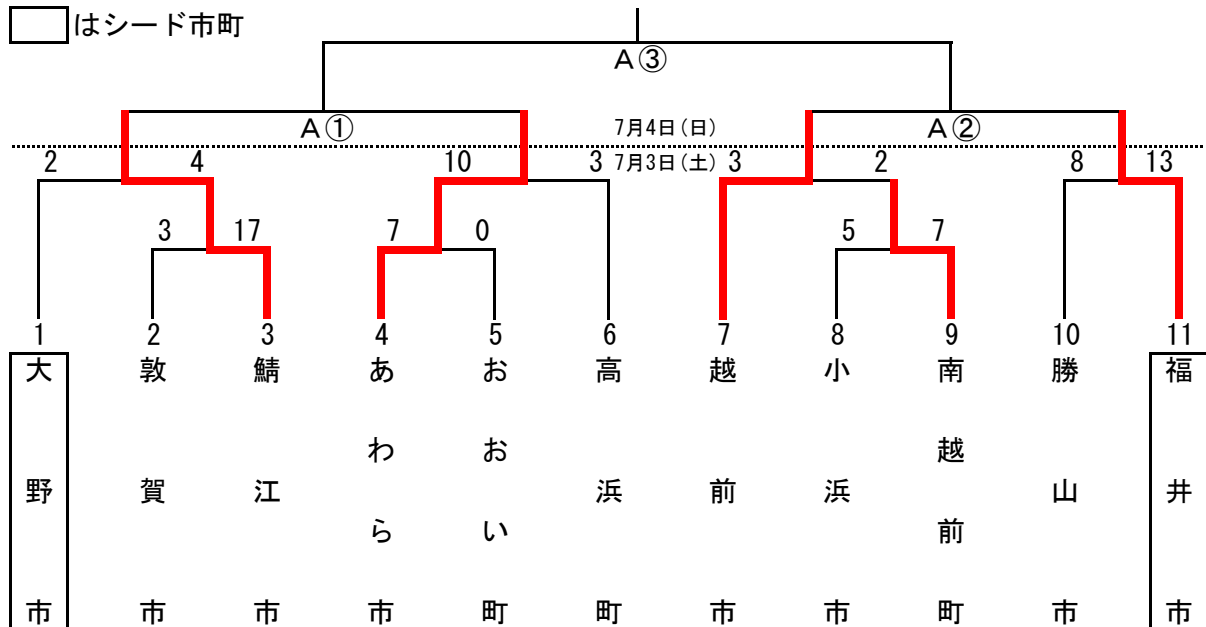 はシード市町
A③
A① 7月4日(日) A②
2 4 10 3 7月3日(土) 3 2 8 13
3 17 7 0 5 7
1 2 3 4 5 6 7 8 9 10 11
大野市
敦賀市
鯖江市
あわら市
おおい町
高浜町
越前市
小浜市
南越前町
勝山市
福井市